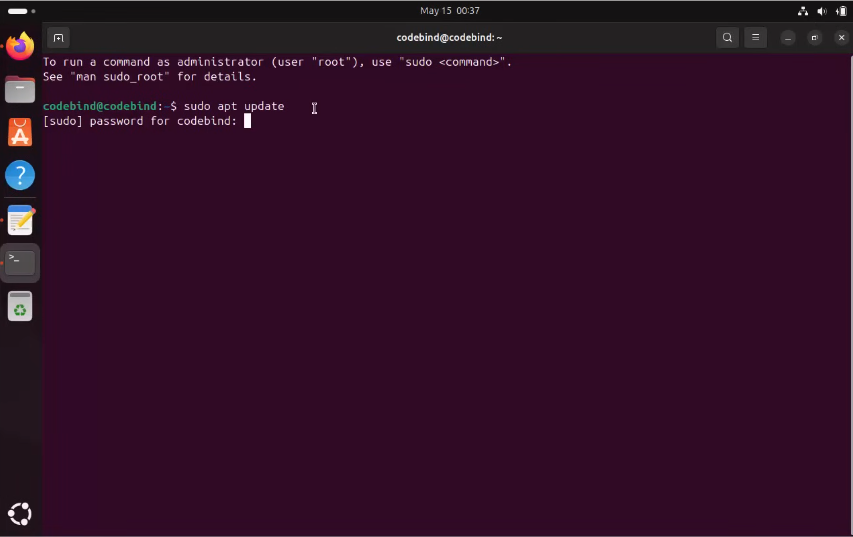 May 15 00:37
codebind@codebind: ~
To run a command as administrator (user "root"), use "sudo <command>".
See "man sudo_root" for details.
codebind@codebind:~$ sudo apt update
[sudo] password for codebind: